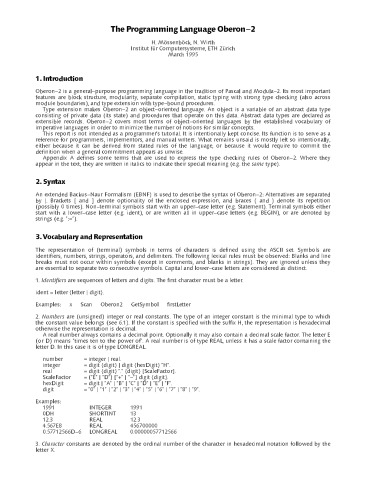 The Programming Language Oberon-2
H. Mössenböck, N. Wirth
Institut für Computersysteme, ETH Zürich
March 1995
1. Introduction
Oberon-2 is a general-purpose programming language in the tradition of Pascal and Modula-2. Its most important
features are block structure, modularity, separate compilation, static typing with strong type checking (also across
module boundaries), and type extension with type-bound procedures.
Type extension makes Oberon-2 an object-oriented language. An object is a variable of an abstract data type
consisting of private data (its state) and procedures that operate on this data. Abstract data types are declared as
extensible records. Oberon-2 covers most terms of object-oriented languages by the established vocabulary of
imperative languages in order to minimize the number of notions for similar concepts.
This report is not intended as a programmer's tutorial. It is intentionally kept concise. Its function is to serve as a
reference for programmers, implementors, and manual writers. What remains unsaid is mostly left so intentionally,
either because it can be derived from stated rules of the language, or because it would require to commit the
definition when a general commitment appears as unwise.
Appendix A defines some terms that are used to express the type checking rules of Oberon-2. Where they
appear in the text, they are written in italics to indicate their special meaning (e.g. the same type).
2. Syntax
An extended Backus-Naur Formalism (EBNF) is used to describe the syntax of Oberon-2: Alternatives are separated
by |. Brackets [ and ] denote optionality of the enclosed expression, and braces { and } denote its repetition
(possibly 0 times). Non-terminal symbols start with an upper-case letter (e.g. Statement). Terminal symbols either
start with a lower-case letter (e.g. ident), or are written all in upper-case letters (e.g. BEGIN), or are denoted by
strings (e.g. ":=").
3. Vocabulary and Representation
The representation of (terminal) symbols in terms of characters is defined using the ASCII set. Symbols are
identifiers, numbers, strings, operators, and delimiters. The following lexical rules must be observed: Blanks and line
breaks must not occur within symbols (except in comments, and blanks in strings). They are ignored unless they
are essential to separate two consecutive symbols. Capital and lower-case letters are considered as distinct.
1. Identifiers are sequences of letters and digits. The first character must be a letter.
ident = letter {letter | digit}.
Examples: x Scan Oberon2 GetSymbol firstLetter
2. Numbers are (unsigned) integer or real constants. The type of an integer constant is the minimal type to which
the constant value belongs (see 6.1). If the constant is specified with the suffix H, the representation is hexadecimal
otherwise the representation is decimal.
A real number always contains a decimal point. Optionally it may also contain a decimal scale factor. The letter E
(or D) means "times ten to the power of". A real number is of type REAL, unless it has a scale factor containing the
letter D. In this case it is of type LONGREAL.
number = integer | real.
integer = digit {digit} | digit {hexDigit} "H".
real = digit {digit} "." {digit} [ScaleFactor].
ScaleFactor = ("E" | "D") ["+" | "-"] digit {digit}.
hexDigit = digit | "A" | "B" | "C" | "D" | "E" | "F".
digit = "0" | "1" | "2" | "3" | "4" | "5" | "6" | "7" | "8" | "9".
Examples:
1991 INTEGER 1991
0DH SHORTINT 13
12.3 REAL 12.3
4.567E8 REAL 456700000
0.57712566D-6 LONGREAL 0.00000057712566
3. Character constants are denoted by the ordinal number of the character in hexadecimal notation followed by the
letter X.